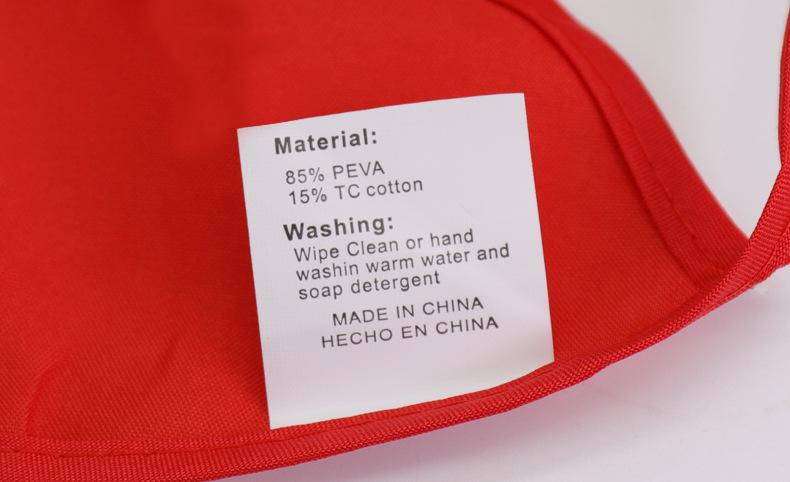 Material:
85% PEVA
15% TC cotton
Washing:
Wipe Clean or hand
washin warm water and
soap detergent
MADE IN CHINA
HECHO EN CHINA